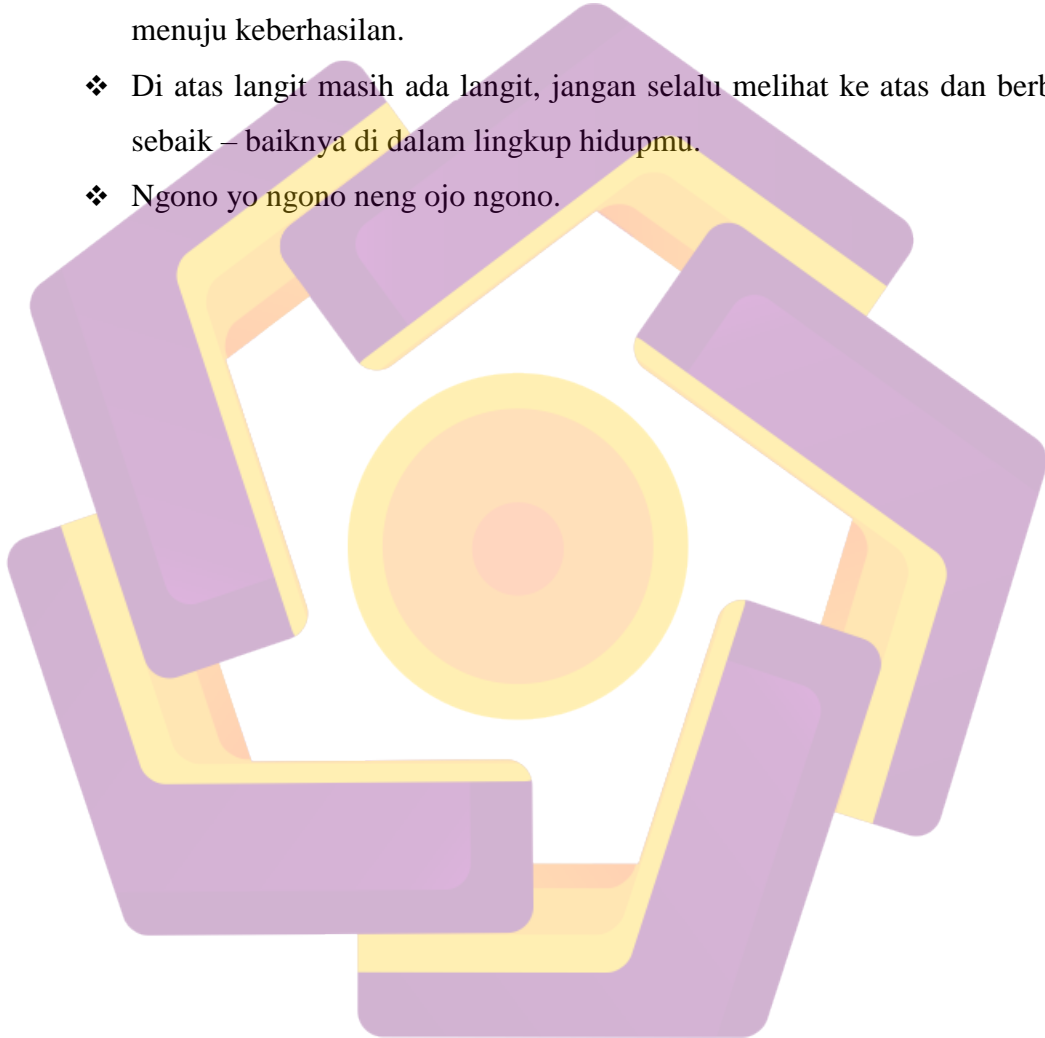 menuju keberhasilan.
❖ Di atas langit masih ada langit, jangan selalu melihat ke atas dan
sebaik – baiknya di dalam lingkup hidupmu.
❖ Ngono yo ngono neng ojo ngono.